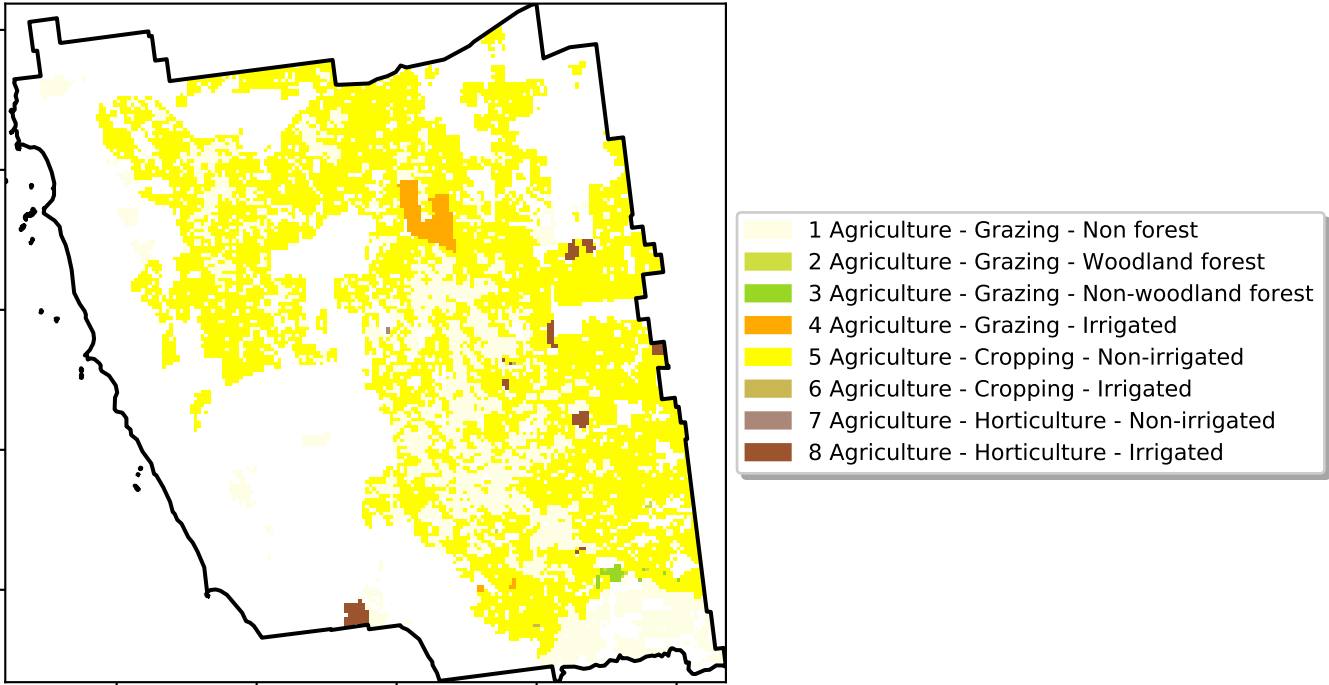 1 Agriculture - Grazing - Non forest
2 Agriculture - Grazing - Woodland forest
3 Agriculture - Grazing - Non-woodland forest
4 Agriculture - Grazing - Irrigated
5 Agriculture - Cropping - Non-irrigated
6 Agriculture - Cropping - Irrigated
7 Agriculture - Horticulture - Non-irrigated
8 Agriculture - Horticulture - Irrigated